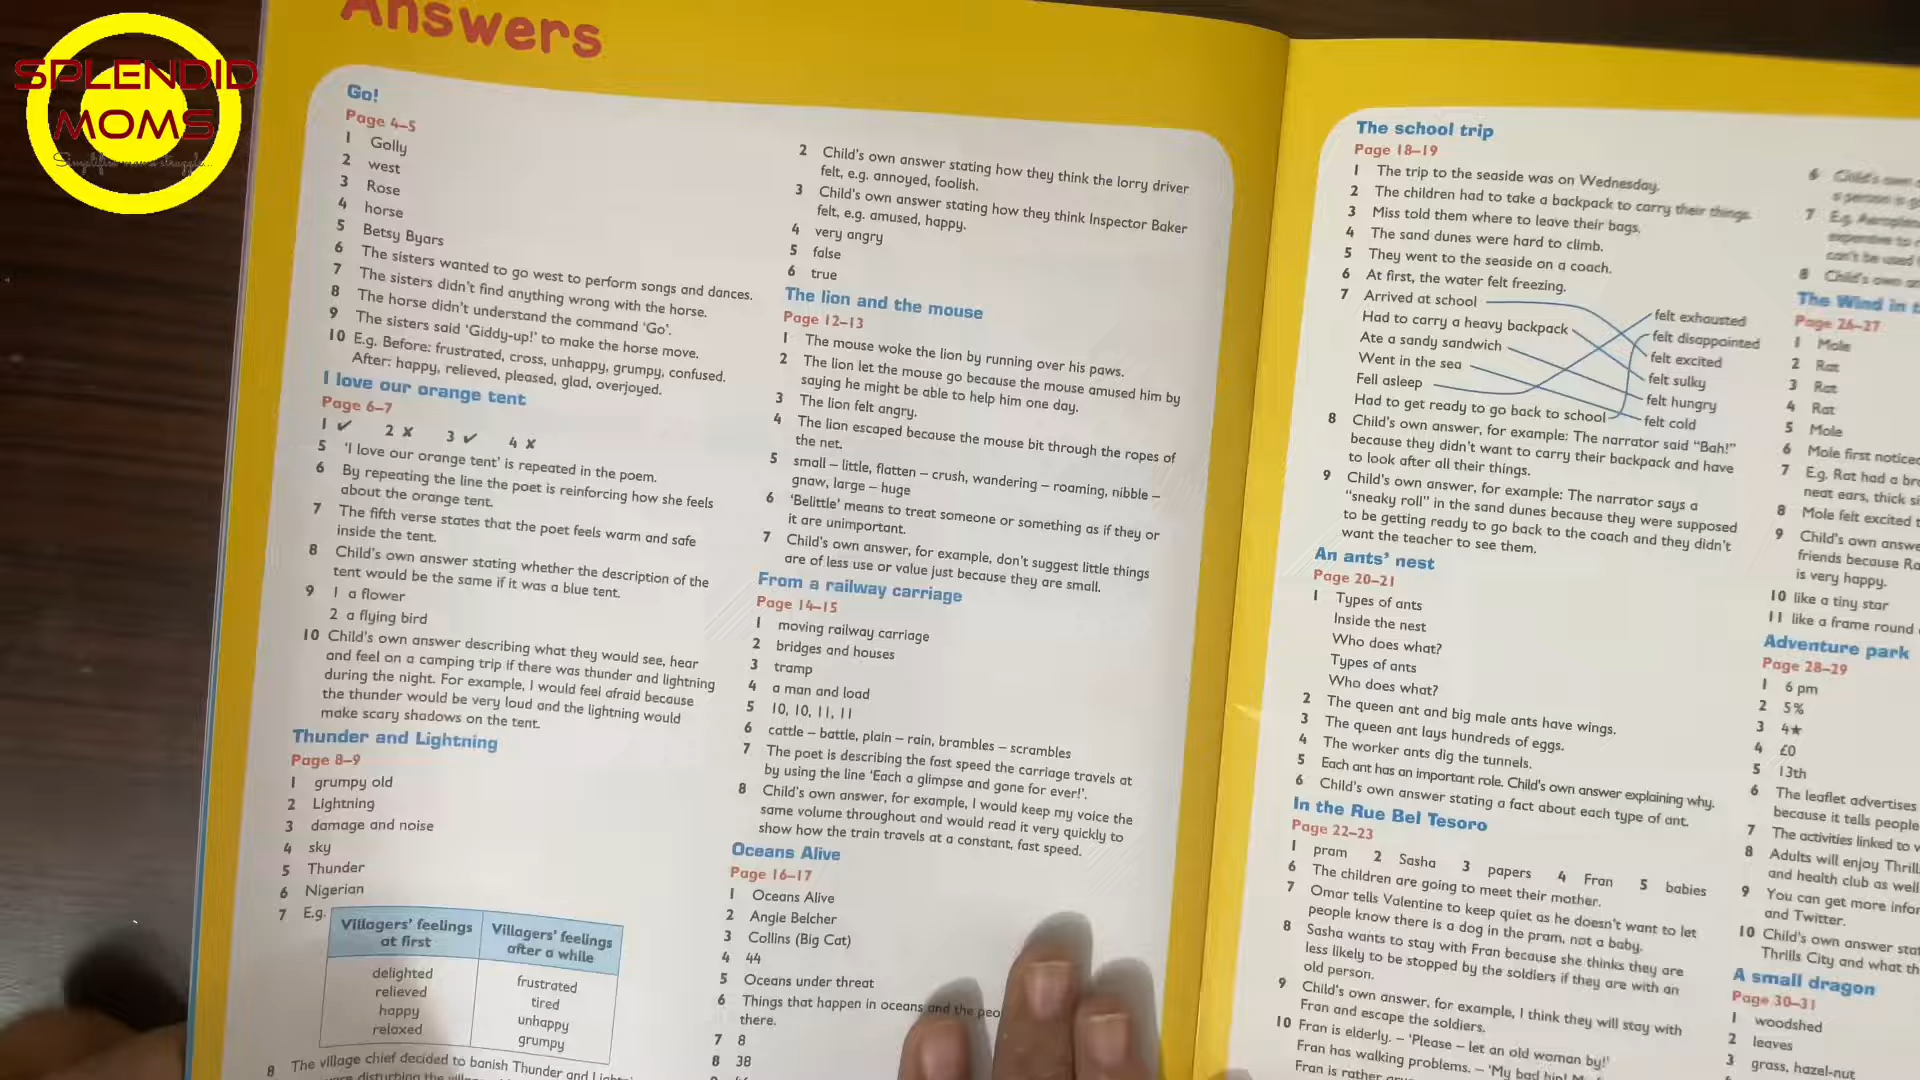 SPLENDID
MOMS
Answers
Go!
Page 4–5
1 Golly
2 west
3 Rose
4 horse
5 Betsy Byars
6 The sisters wanted to go west to perform songs and dances.
7 The sisters didn't find anything wrong with the horse.
8 The horse didn't understand the command 'Go'.
9 The sisters said 'Giddy-up!' to make the horse move.
10 E.g. Before: frustrated, cross, unhappy, grumpy, confused.
After: happy, relieved, pleased, glad, overjoyed.
I love our orange tent
Page 6–7
1 ✔ 2 ✘ 3 ✔ 4 ✘
5 'I love our orange tent' is repeated in the poem.
6 By repeating the line the poet is reinforcing how she feels
about the orange tent.
7 The fifth verse states that the poet feels warm and safe
inside the tent.
8 Child's own answer stating whether the description of the
tent would be the same if it was a blue tent.
9 1 a flower
2 a flying bird
10 Child's own answer describing what they would see, hear
and feel on a camping trip if there was thunder and lightning
during the night. For example, I would feel afraid because
the thunder would be very loud and the lightning would
make scary shadows on the tent.
Thunder and Lightning
Page 8–9
1 grumpy old
2 Lightning
3 damage and noise
4 sky
5 Thunder
6 Nigerian
7 E.g.
Villagers' feelings at first
Villagers' feelings after a while
delighted
relieved
happy
relaxed
frustrated
tired
unhappy
grumpy
8 The village chief decided to banish Thunder and
2 Child's own answer stating how they think the lorry driver
felt, e.g. annoyed, foolish.
3 Child's own answer stating how they think Inspector Baker
felt, e.g. amused, happy.
4 very angry
5 false
6 true
The lion and the mouse
Page 12–13
1 The mouse woke the lion by running over his paws.
2 The lion let the mouse go because the mouse amused him by
saying he might be able to help him one day.
3 The lion felt angry.
4 The lion escaped because the mouse bit through the ropes of
the net.
5 small – little, flatten – crush, wandering – roaming, nibble –
gnaw, large – huge
6 'Belittle' means to treat someone or something as if they or
it are unimportant.
7 Child's own answer, for example, don't suggest little things
are of less use or value just because they are small.
From a railway carriage
Page 14–15
1 moving railway carriage
2 bridges and houses
3 tramp
4 a man and load
5 10, 10, 11, 11
6 cattle – battle, plain – rain, brambles – scrambles
7 The poet is describing the fast speed the carriage travels at
by using the line 'Each a glimpse and gone for ever!'.
8 Child's own answer, for example, I would keep my voice the
same volume throughout and would read it very quickly to
show how the train travels at a constant, fast speed.
Oceans Alive
Page 16–17
1 Oceans Alive
2 Angie Belcher
3 Collins (Big Cat)
4 44
5 Oceans under threat
6 Things that happen in oceans and the peo
there.
7 8
8 38
The school trip
Page 18–19
1 The trip to the seaside was on Wednesday.
2 The children had to take a backpack to carry their things.
3 Miss told them where to leave their bags.
4 The sand dunes were hard to climb.
5 They went to the seaside on a coach.
6 At first, the water felt freezing.
7 Arrived at school
Had to carry a heavy backpack
Ate a sandy sandwich
Went in the sea
Fell asleep
Had to get ready to go back to school
felt exhausted
felt disappointed
felt excited
felt sulky
felt hungry
felt cold
8 Child's own answer, for example: The narrator said "Bah!"
because they didn't want to carry their backpack and have
to look after all their things.
9 Child's own answer, for example: The narrator says a
"sneaky roll" in the sand dunes because they were supposed
to be getting ready to go back to the coach and they didn't
want the teacher to see them.
An ants' nest
Page 20–21
1 Types of ants
Inside the nest
Who does what?
Types of ants
Who does what?
2 The queen ant and big male ants have wings.
3 The queen ant lays hundreds of eggs.
4 The worker ants dig the tunnels.
5 Each ant has an important role. Child's own answer explaining why.
6 Child's own answer stating a fact about each type of ant.
In the Rue Bel Tesoro
Page 22–23
1 pram 2 Sasha 3 papers 4 Fran 5 babies
6 The children are going to meet their mother.
7 Omar tells Valentine to keep quiet as he doesn't want to let
people know there is a dog in the pram, not a baby.
8 Sasha wants to stay with Fran because she thinks they are
less likely to be stopped by the soldiers if they are with an
old person.
9 Child's own answer, for example, I think they will stay with
Fran and escape the soldiers.
10 Fran is elderly. – 'Please – let an old woman by!'
Fran has walking problems. – 'My bad hip!
Fran is rather
6 Child's own
7 E.g.
expensive to
can't be used
8 Child's own
The Wind in
Page 26–27
1 Mole
2 Rat
3 Rat
4 Rat
5 Mole
6 Mole first noticed
7 E.g. Rat had a
neat ears, thick
8 Mole felt excited
9 Child's own
friends because
is very happy.
10 like a tiny star
11 like a frame round
Adventure park
Page 28–29
1 6 pm
2 5%
3 4★
4 £0
5 13th
6 The leaflet advertises
because it tells people
7 The activities linked to
8 Adults will enjoy Thrill
and health club as well
9 You can get more
and Twitter.
10 Child's own answer
Thrills City and what
A small dragon
Page 30–31
1 woodshed
2 leaves
3 grass, hazel-nut